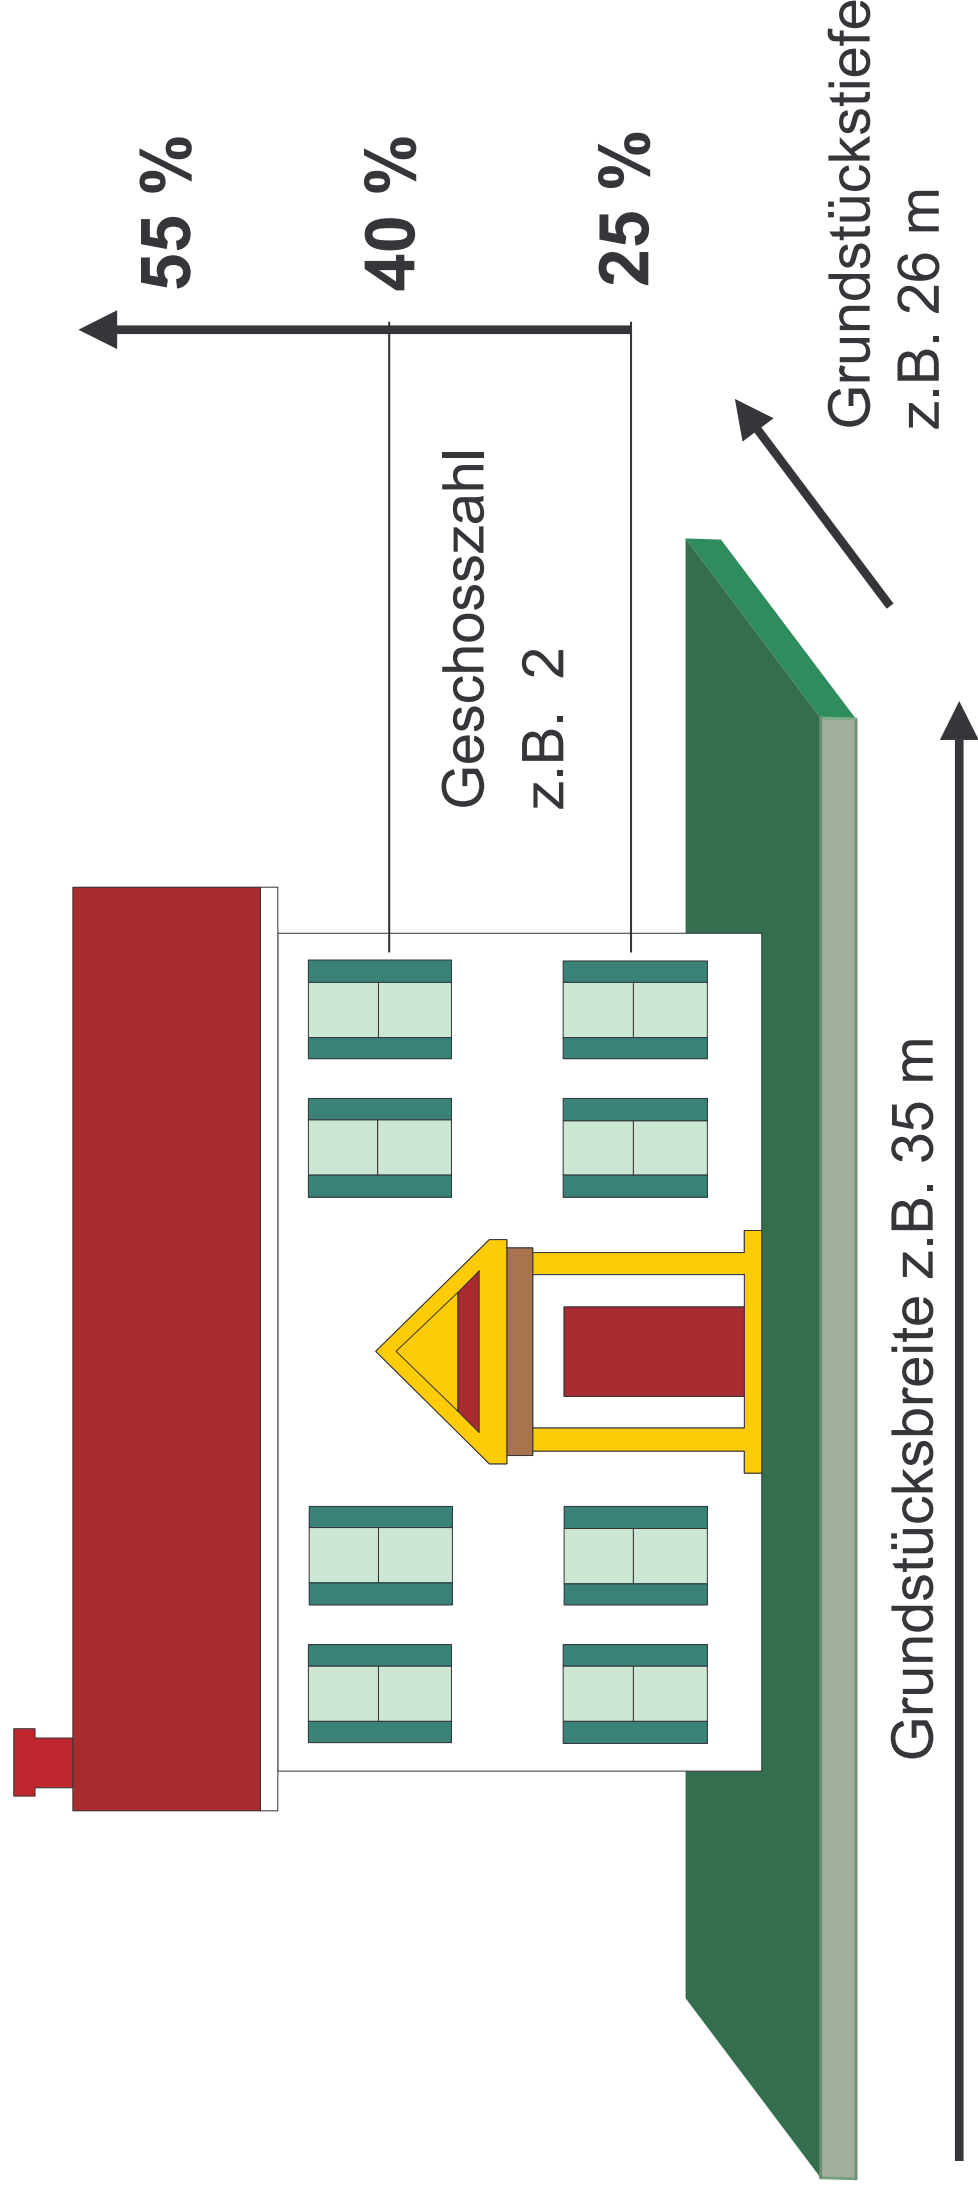 55 %
40 %
25 %
Geschosszahl
z.B. 2
Grundstückstiefe
z.B. 26 m
Grundstücksbreite z.B. 35 m